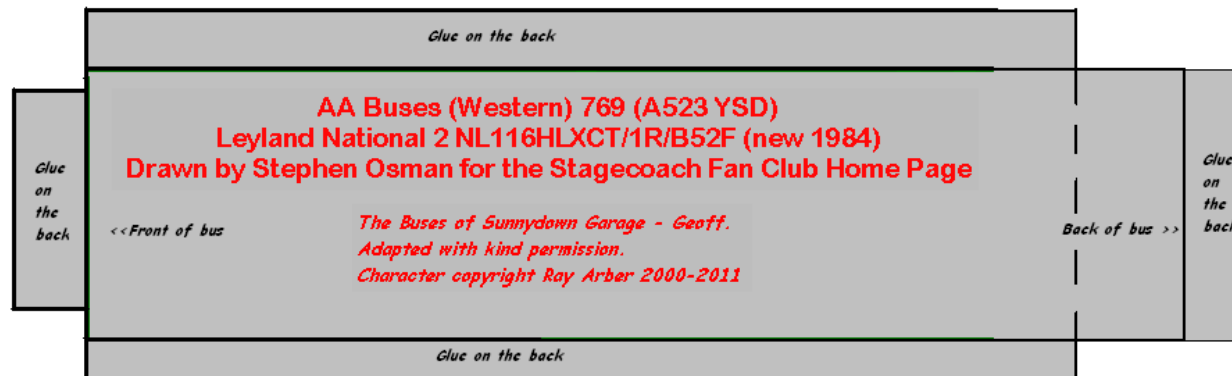 Glue on the back
AA Buses (Western) 769 (A523 YSD)
Leyland National 2 NL116HLXCT/1R/B52F (new 1984)
Drawn by Stephen Osman for the Stagecoach Fan Club Home Page
Glue
on
the
back
<<Front of bus
The Buses of Sunnydown Garage - Geoff.
Adapted with kind permission.
Character copyright Ray Arber 2000-2011
Back of bus >>
Glue
on
the
back
Glue on the back